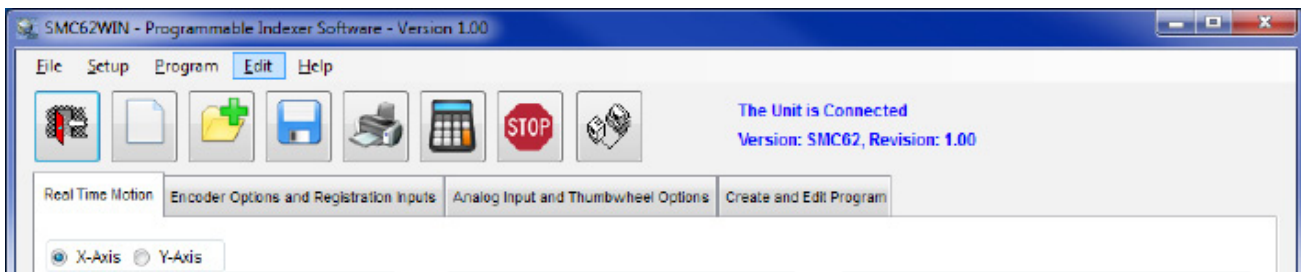 SMC62WIN - Programmable Indexer Software - Version 1.00
File Setup Program Edit Help
STOP
The Unit is Connected
Version: SMC62, Revision: 1.00
Real Time Motion Encoder Options and Registration Inputs Analog Input and Thumbwheel Options Create and Edit Program
X-Axis Y-Axis